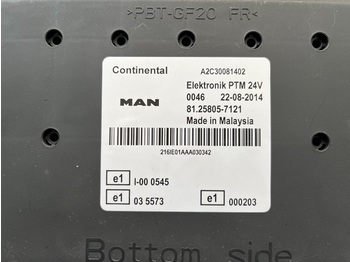 >PBT-GF20 FR<
Continental A2C30081402
Elektronik PTM 24V
MAN 0046 22-08-2014
81.25805-7121
Made in Malaysia
216IE01AAA030342
e1 I-00 0545
e1 03 5573 e1 000203
Bottom side